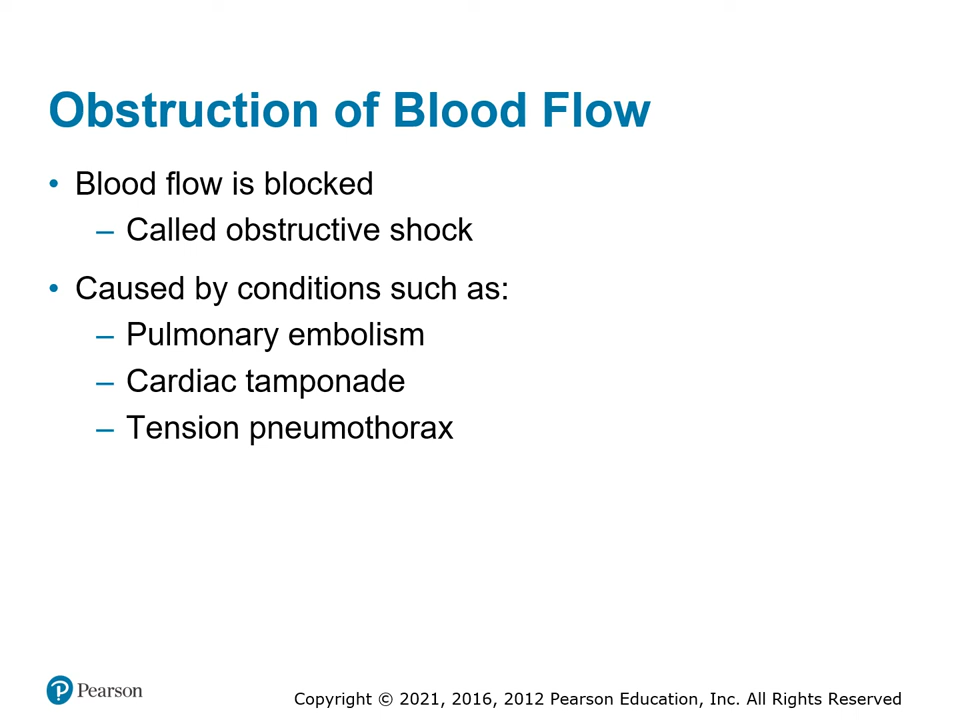 Obstruction of Blood Flow
• Blood flow is blocked
– Called obstructive shock
• Caused by conditions such as:
– Pulmonary embolism
– Cardiac tamponade
– Tension pneumothorax
Pearson
Copyright © 2021, 2016, 2012 Pearson Education, Inc. All Rights Reserved